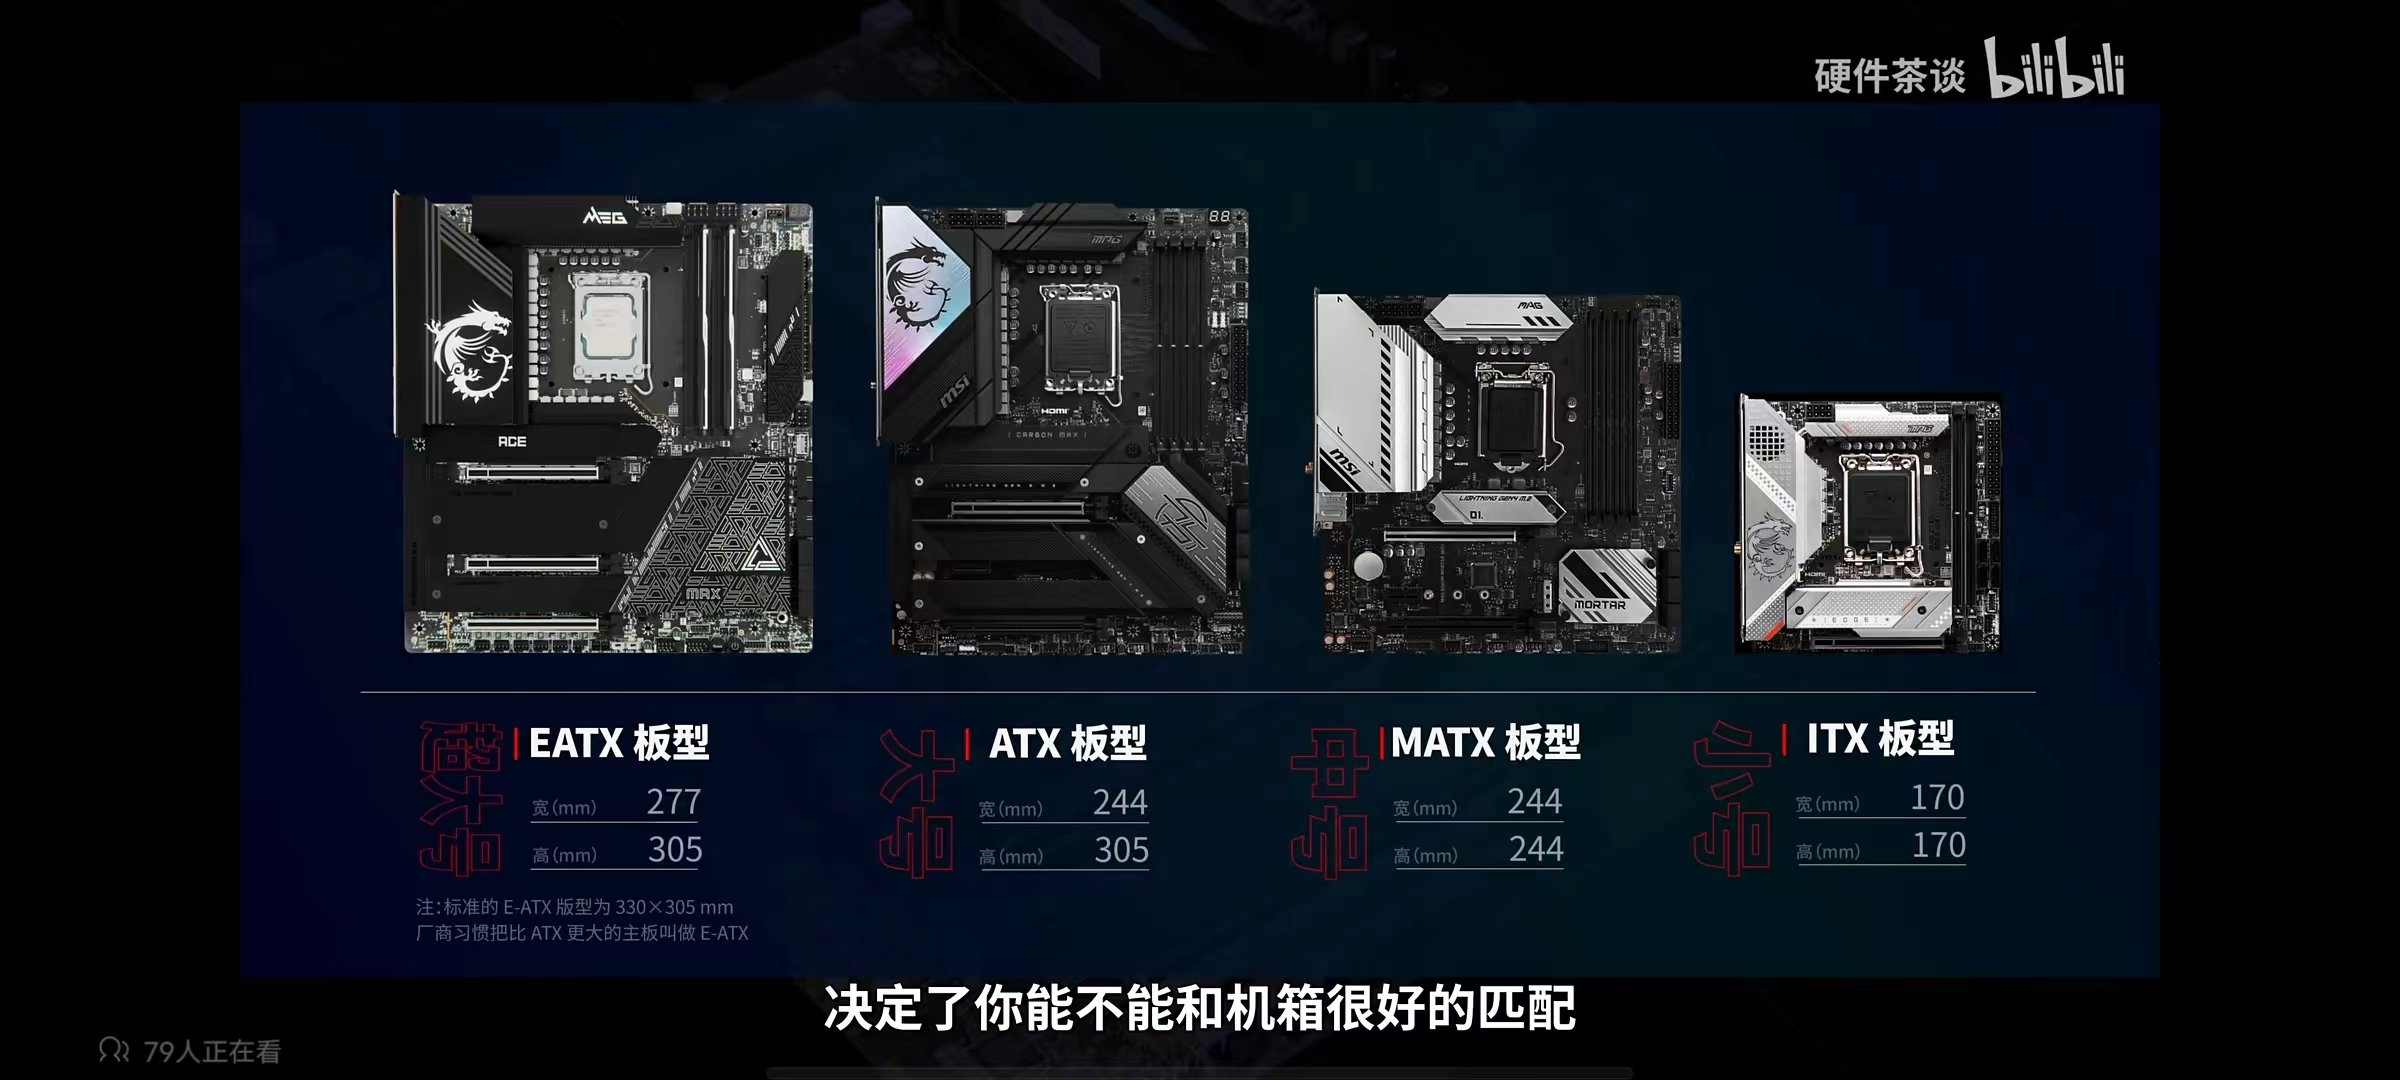 硬件茶谈 bilibili
MEG
ACE
MAX
88
MPG
msi
HDMI
CARBON MAX
MAG
msi
LIGHTNING GEN4 M.2
01.
MORTAR
MPG
HDMI
EDGE
超大号
EATX 板型
宽(mm) 277
高(mm) 305
注:标准的 E-ATX 版型为 330×305 mm
厂商习惯把比 ATX 更大的主板叫做 E-ATX
大号
ATX 板型
宽(mm) 244
高(mm) 305
中号
MATX 板型
宽(mm) 244
高(mm) 244
小号
ITX 板型
宽(mm) 170
高(mm) 170
决定了你能不能和机箱很好的匹配
79人正在看